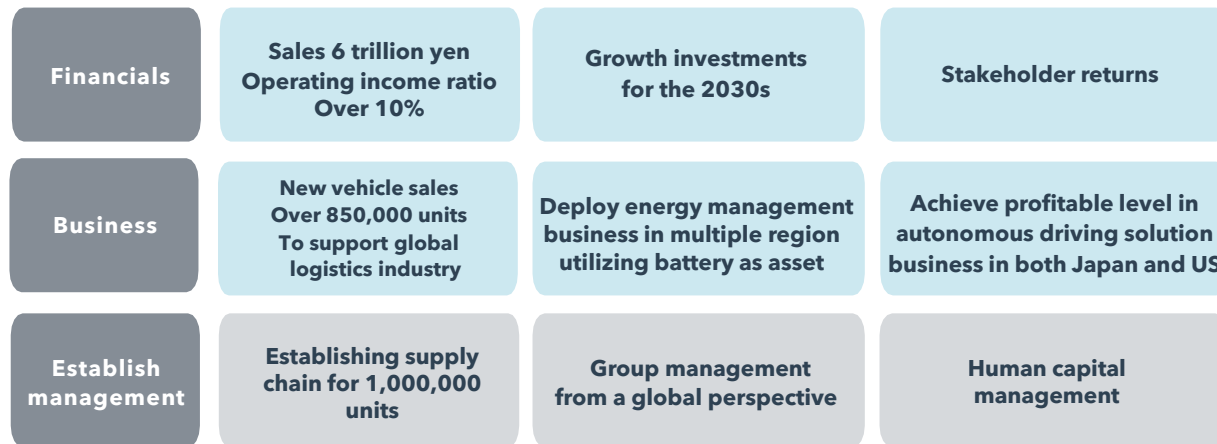 Financials
Sales 6 trillion yen
Operating income ratio
Over 10%
Growth investments
for the 2030s
Stakeholder returns
Business
New vehicle sales
Over 850,000 units
To support global
logistics industry
Deploy energy management
business in multiple region
utilizing battery as asset
Achieve profitable level in
autonomous driving solution
business in both Japan and US
Establish
management
Establishing supply
chain for 1,000,000
units
Group management
from a global perspective
Human capital
management